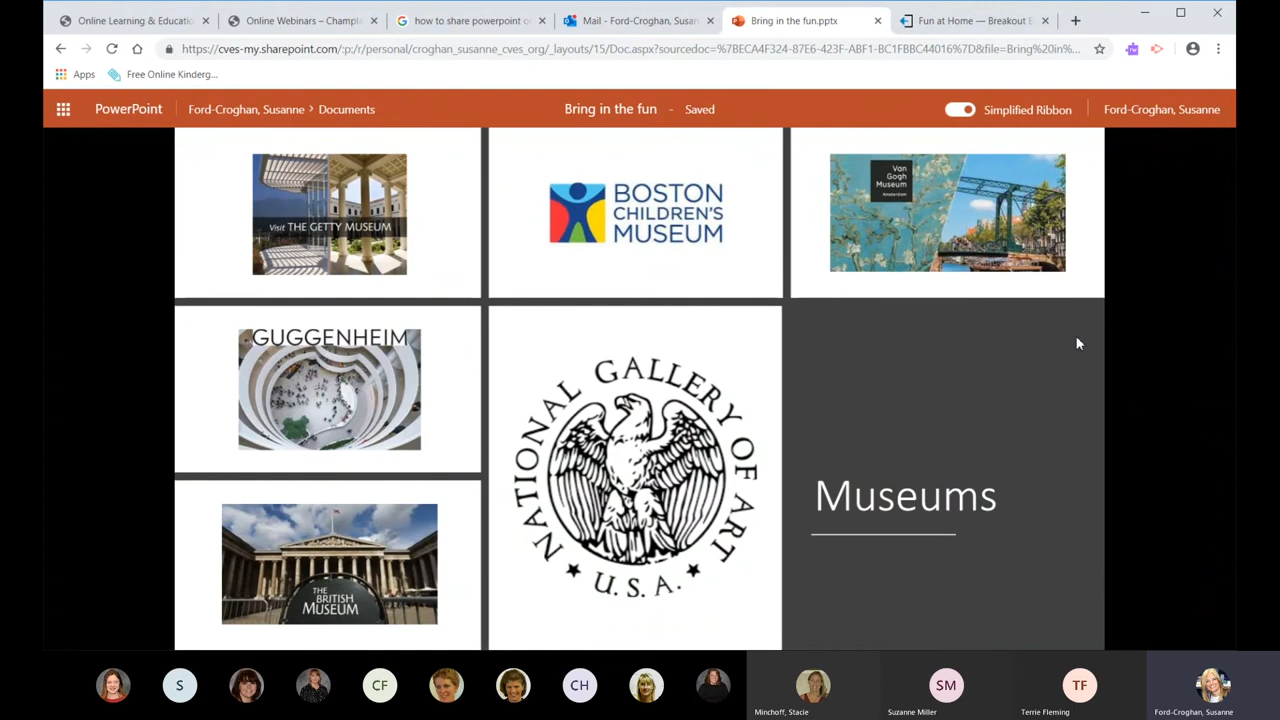 Online Learning & Educatio
Online Webinars – Champla
how to share powerpoint o
Mail - Ford-Croghan, Susan
Bring in the fun.pptx
Fun at Home — Breakout E
https://cves-my.sharepoint.com/:p:/r/personal/croghan_susanne_cves_org/_layouts/15/Doc.aspx?sourcedoc=%7BECA4F324-87E6-423F-ABF1-BC1FBBC44016%7D&file=Bring%20in%...
Apps
Free Online Kinderg...
PowerPoint
Ford-Croghan, Susanne > Documents
Bring in the fun - Saved
Simplified Ribbon
Ford-Croghan, Susanne
Visit THE GETTY MUSEUM
BOSTON
CHILDREN'S
MUSEUM
Van
Gogh
Museum
GUGGENHEIM
NATIONAL GALLERY OF ART
U.S.A.
THE
BRITISH
MUSEUM
Museums
S
CF
CH
SM
TF
Minchoff, Stacie
Suzanne Miller
Terrie Fleming
Ford-Croghan, Susanne